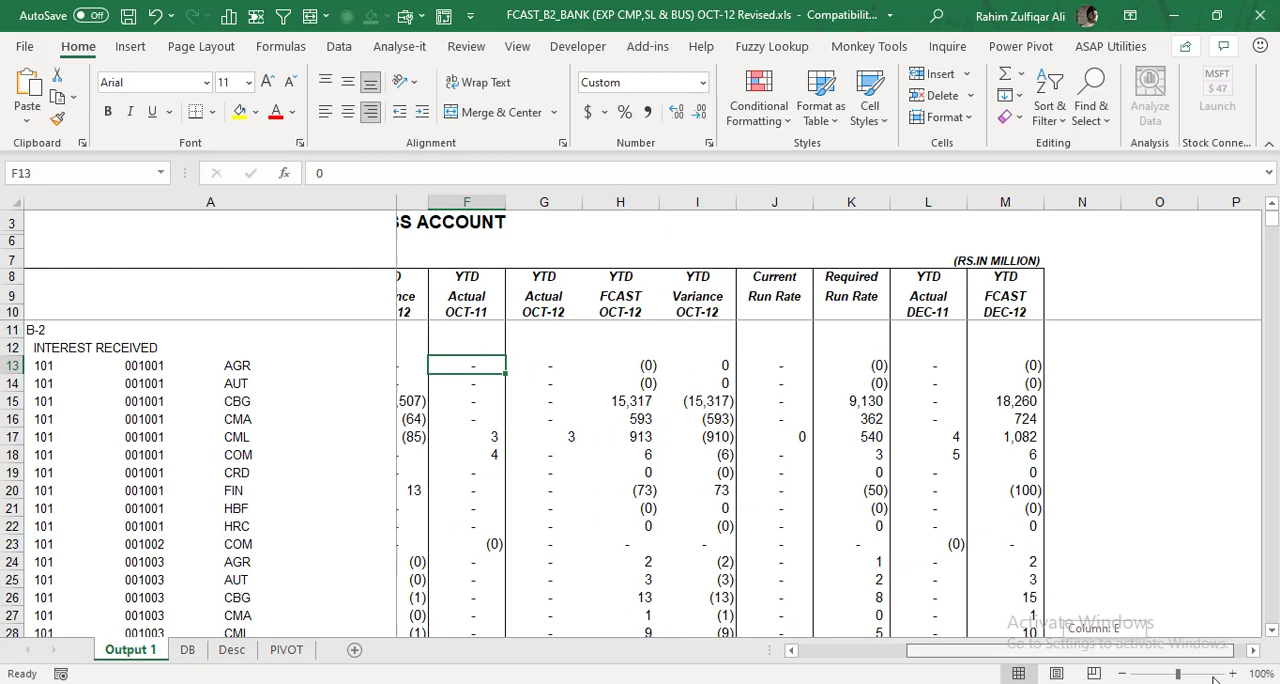 AutoSave Off FCAST_B2_BANK (EXP CMP,SL & BUS) OCT-12 Revised.xls - Compatibilit... Rahim Zulfiqar Ali
File Home Insert Page Layout Formulas Data Analyse-it Review View Developer Add-ins Help Fuzzy Lookup Monkey Tools Inquire Power Pivot ASAP Utilities
Arial 11 Wrap Text Custom Insert MSFT
$ 47
Paste B I U A Merge & Center $ % Conditional Formatting Format as Table Cell Styles Delete Format Sort & Filter Find & Select Analyze Data Launch
Clipboard Font Alignment Number Styles Cells Editing Analysis Stock Conne...
F13 fx 0
A F G H I J K L M N O P
3 SS ACCOUNT
6
7 (RS.IN MILLION)
8 YTD YTD YTD YTD Current Required YTD YTD
9 nce Actual Actual FCAST Variance Run Rate Run Rate Actual FCAST
10 12 OCT-11 OCT-12 OCT-12 OCT-12 DEC-11 DEC-12
11 B-2
12 INTEREST RECEIVED
13 101 001001 AGR - - - (0) 0 - (0) - (0)
14 101 001001 AUT - - - (0) 0 - (0) - (0)
15 101 001001 CBG ,507) - - 15,317 (15,317) - 9,130 - 18,260
16 101 001001 CMA (64) - - 593 (593) - 362 - 724
17 101 001001 CML (85) 3 3 913 (910) 0 540 4 1,082
18 101 001001 COM - 4 - 6 (6) - 3 5 6
19 101 001001 CRD - - - 0 (0) - 0 - 0
20 101 001001 FIN 13 - - (73) 73 - (50) - (100)
21 101 001001 HBF - - - (0) 0 - (0) - (0)
22 101 001001 HRC - - - 0 (0) - 0 - 0
23 101 001002 COM - (0) - - - - - (0) -
24 101 001003 AGR (0) - - 2 (2) - 1 - 2
25 101 001003 AUT (0) - - 3 (3) - 2 - 3
26 101 001003 CBG (1) - - 13 (13) - 8 - 15
27 101 001003 CMA (0) - - 1 (1) - 0 - 1
28 101 001003 CML (1) - - 9 (9) - 5 - 10
Activate Windows
Column: E
Go to Settings to activate Windows.
Output 1 DB Desc PIVOT
Ready 100%